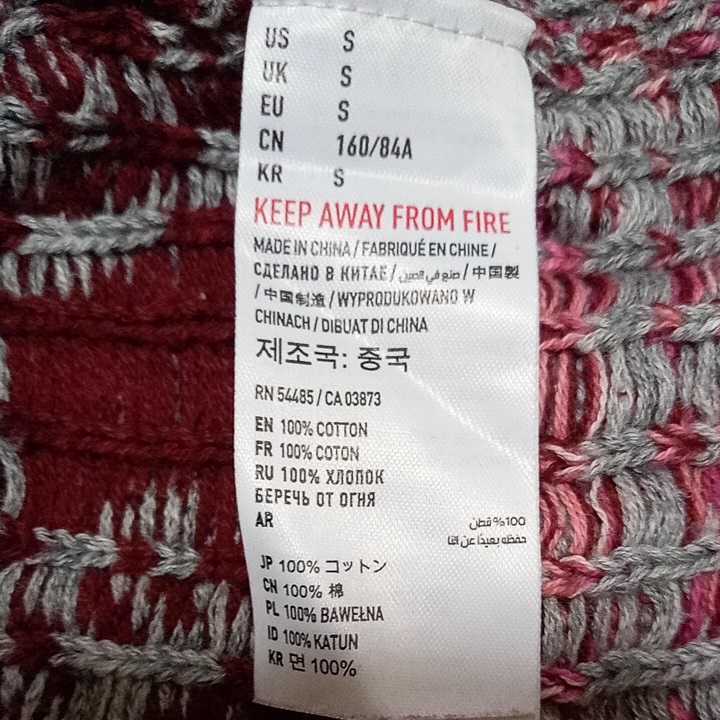 US S
UK S
EU S
CN 160/84A
KR S
KEEP AWAY FROM FIRE
MADE IN CHINA / FABRIQUÉ EN CHINE /
СДЕЛАНО В КИТАЕ / صنع في الصين / 中国製
/ 中国制造 / WYPRODUKOWANO W
CHINACH / DIBUAT DI CHINA
제조국: 중국
RN 54485 / CA 03873
EN 100% COTTON
FR 100% COTON
RU 100% ХЛОПОК
БЕРЕЧЬ ОТ ОГНЯ
AR 100% قطن
حفظه بعيدًا عن النا
JP 100% コットン
CN 100% 棉
PL 100% BAWEŁNA
ID 100% KATUN
KR 면 100%